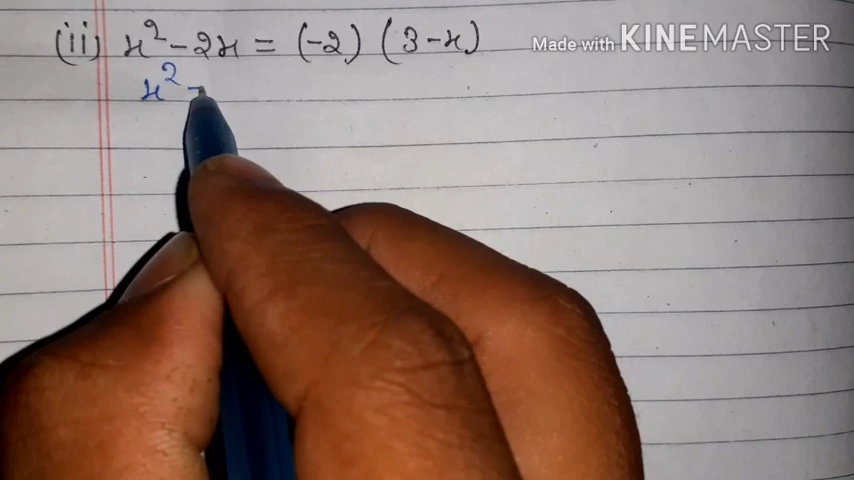 (ii) x² - 2x = (-2) (3-x)
Made with KINEMASTER
x² -